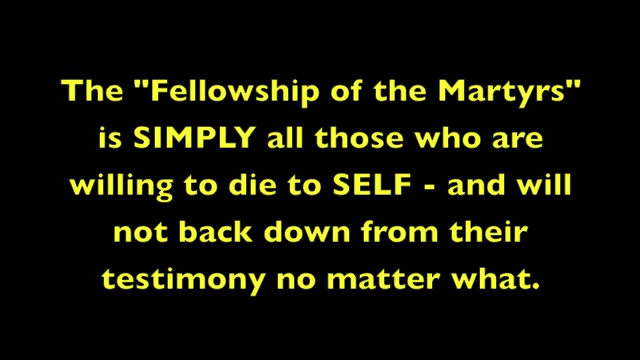 The "Fellowship of the Martyrs"
is SIMPLY all those who are
willing to die to SELF - and will
not back down from their
testimony no matter what.